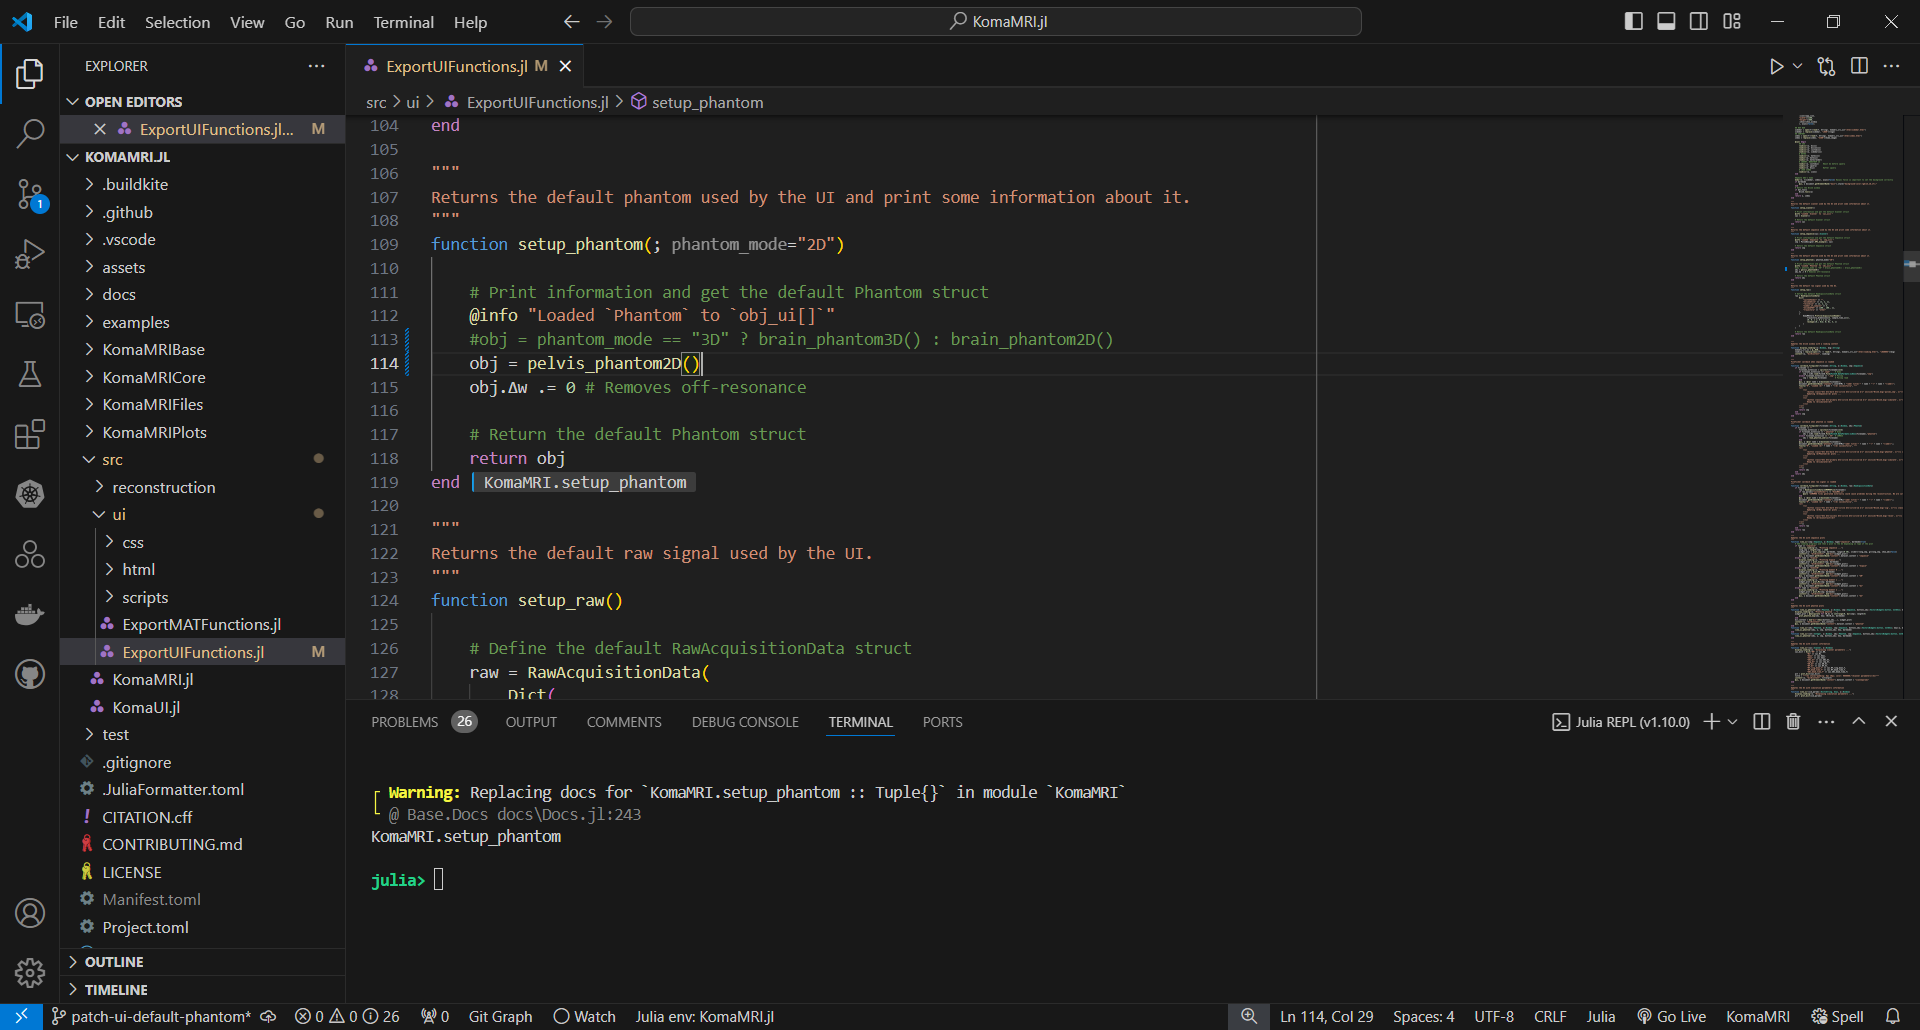 File Edit Selection View Go Run Terminal Help
KomaMRI.jl
EXPLORER
OPEN EDITORS
ExportUIFunctions.jl... M
KOMAMRI.JL
.buildkite
.github
.vscode
assets
docs
examples
KomaMRIBase
KomaMRICore
KomaMRIFiles
KomaMRIPlots
src
reconstruction
ui
css
html
scripts
ExportMATFunctions.jl
ExportUIFunctions.jl M
KomaMRI.jl
KomaUI.jl
test
.gitignore
.JuliaFormatter.toml
CITATION.cff
CONTRIBUTING.md
LICENSE
Manifest.toml
Project.toml
OUTLINE
TIMELINE
1
ExportUIFunctions.jl M
src > ui > ExportUIFunctions.jl > setup_phantom
104 end
105
106 """
107 Returns the default phantom used by the UI and print some information about it.
108 """
109 function setup_phantom(; phantom_mode="2D")
110
111 # Print information and get the default Phantom struct
112 @info "Loaded `Phantom` to `obj_ui[]`"
113 #obj = phantom_mode == "3D" ? brain_phantom3D() : brain_phantom2D()
114 obj = pelvis_phantom2D()
115 obj.Δw .= 0 # Removes off-resonance
116
117 # Return the default Phantom struct
118 return obj
119 end KomaMRI.setup_phantom
120
121 """
122 Returns the default raw signal used by the UI.
123 """
124 function setup_raw()
125
126 # Define the default RawAcquisitionData struct
127 raw = RawAcquisitionData(
128 Dict(
PROBLEMS 26 OUTPUT COMMENTS DEBUG CONSOLE TERMINAL PORTS
Julia REPL (v1.10.0)
Warning: Replacing docs for `KomaMRI.setup_phantom :: Tuple{}` in module `KomaMRI`
@ Base.Docs docs\Docs.jl:243
KomaMRI.setup_phantom
julia>
patch-ui-default-phantom* 0 0 26 0 Git Graph Watch Julia env: KomaMRI.jl
Ln 114, Col 29 Spaces: 4 UTF-8 CRLF Julia Go Live KomaMRI Spell